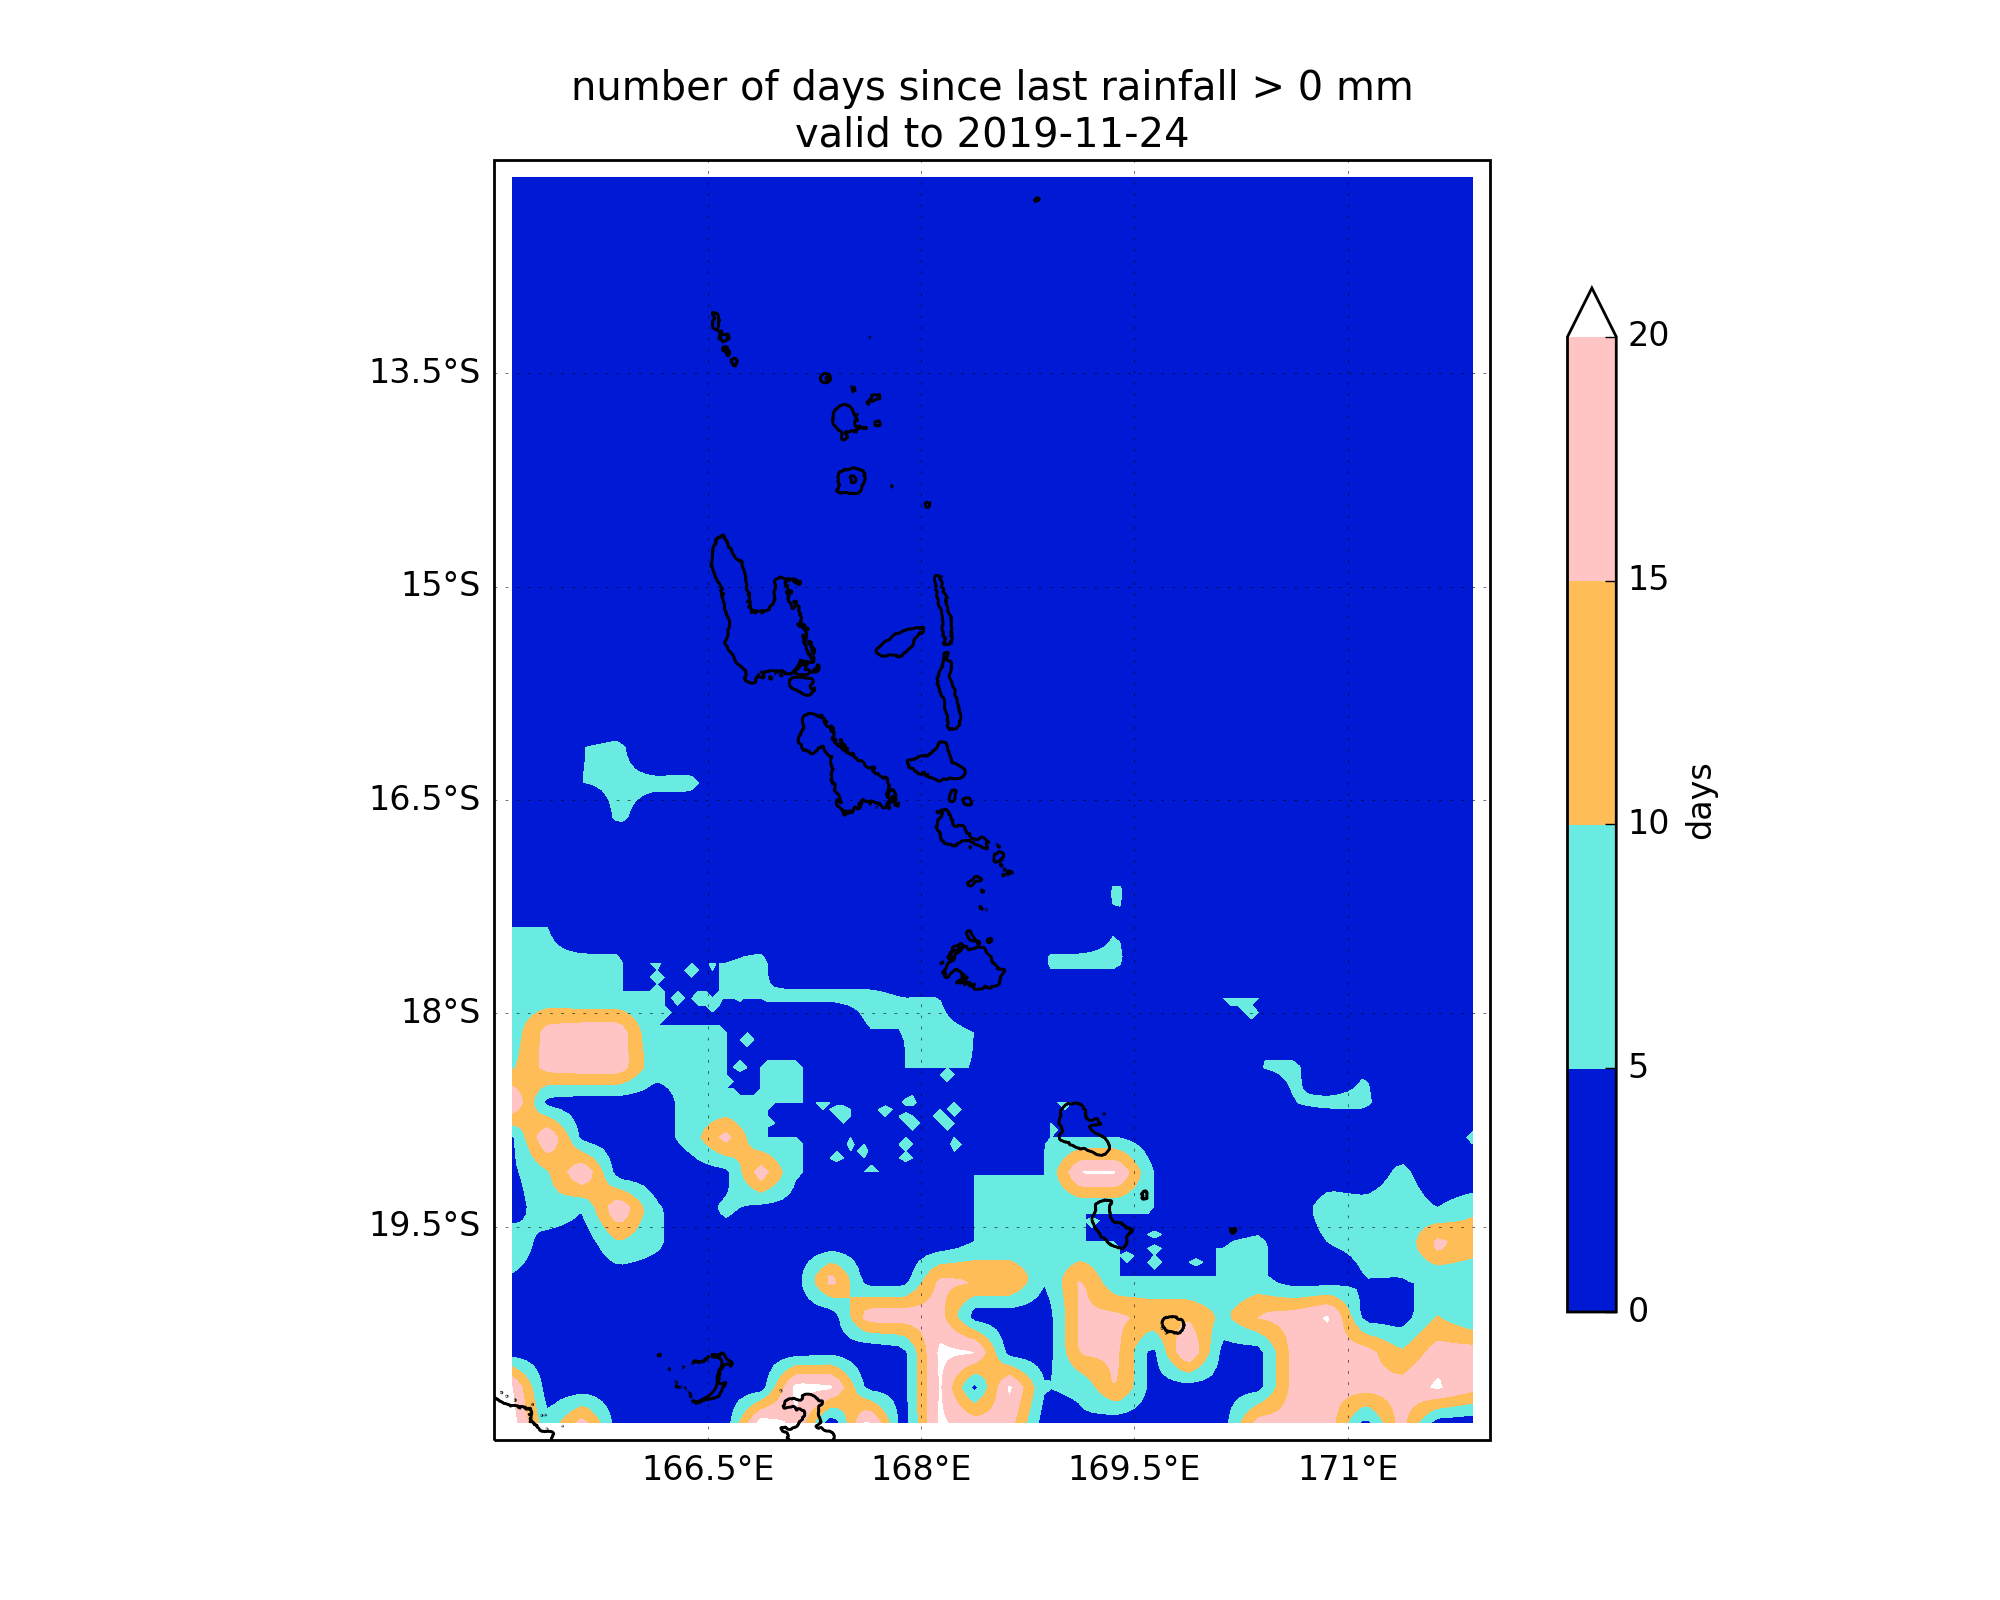 number of days since last rainfall > 0 mm
valid to 2019-11-24
20
13.5°S
15°S
15
16.5°S
10
days
18°S
5
19.5°S
0
166.5°E
168°E
169.5°E
171°E